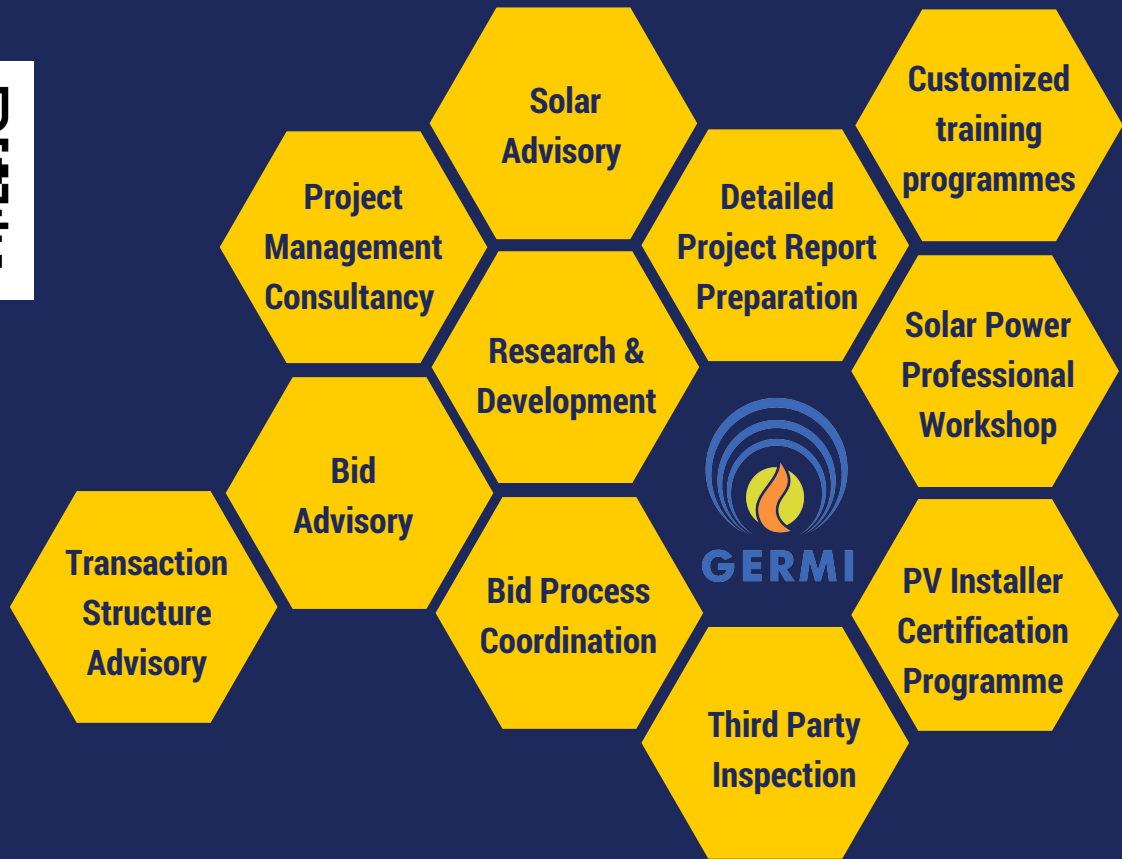 Solar
Advisory
Customized
training
programmes
Project
Management
Consultancy
Detailed
Project Report
Preparation
Research &
Development
Solar Power
Professional
Workshop
Bid
Advisory
GERMI
Transaction
Structure
Advisory
Bid Process
Coordination
PV Installer
Certification
Programme
Third Party
Inspection